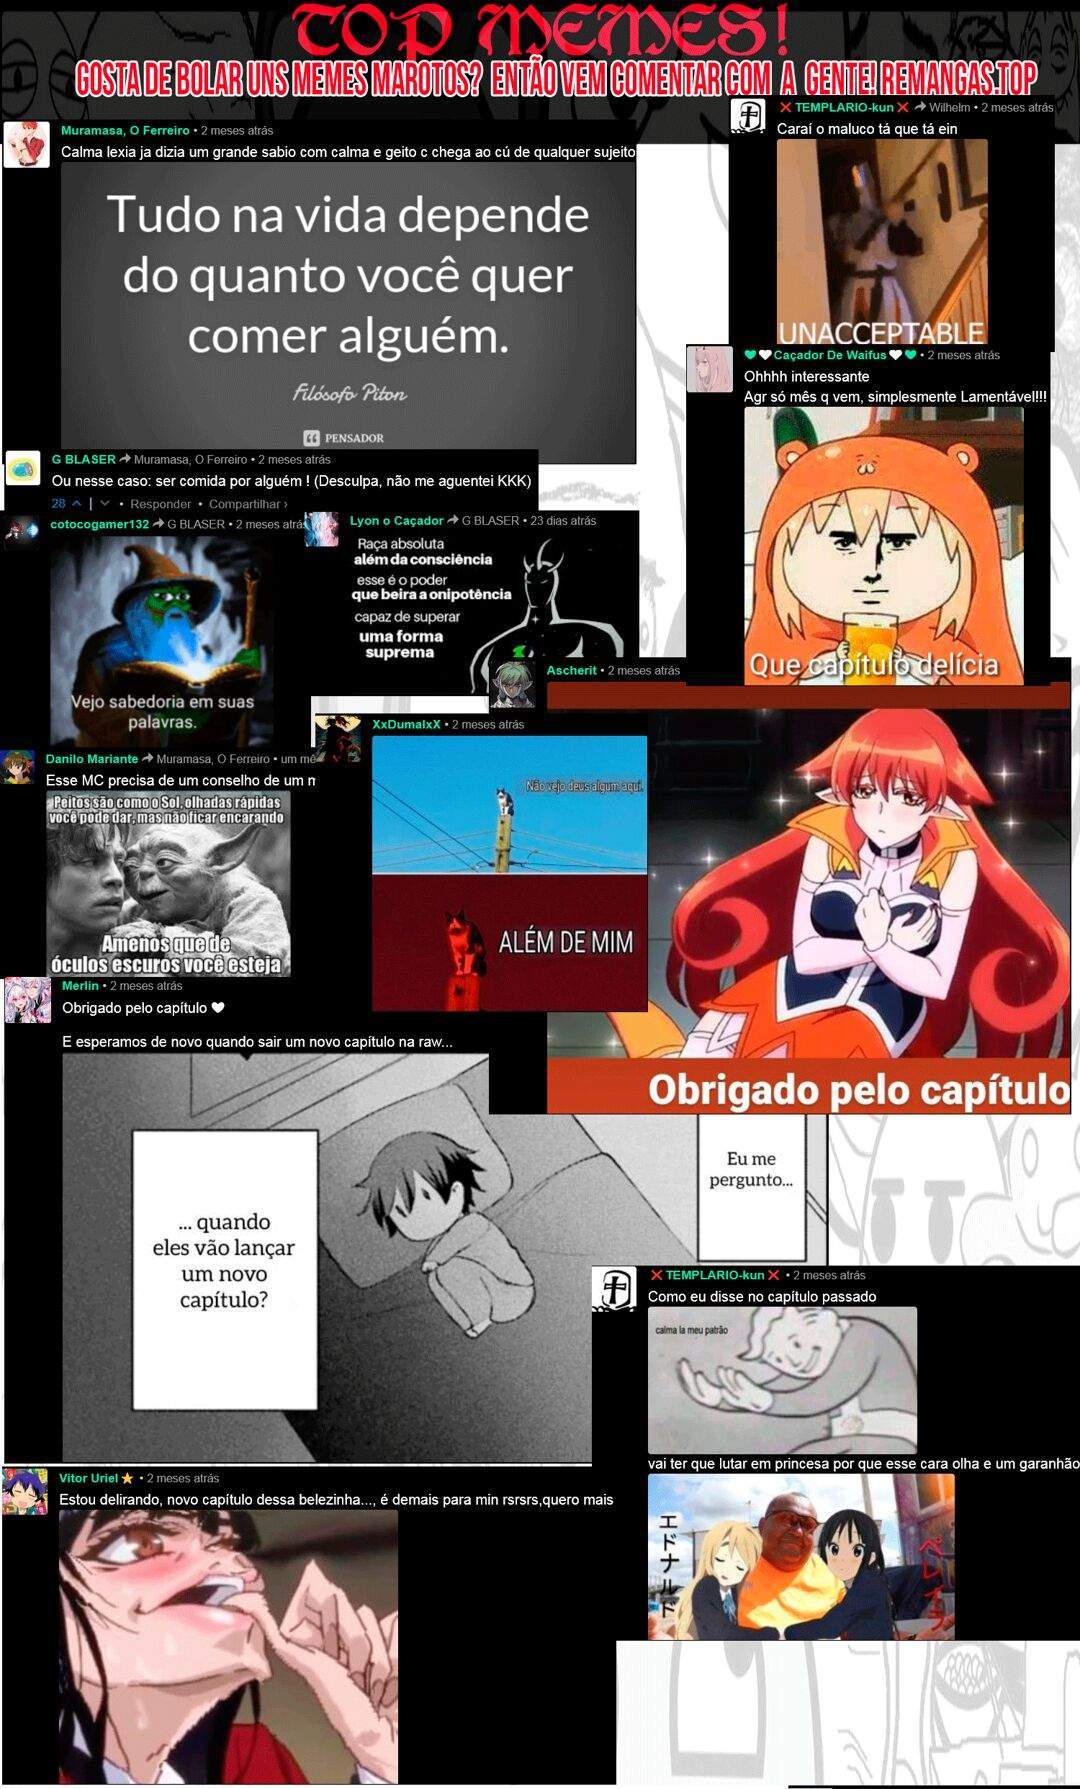 TOP MEMES!
GOSTA DE BOLAR UNS MEMES MAROTOS? ENTÃO VEM COMENTAR COM A GENTE! REMANGAS.TOP
Muramasa, O Ferreiro • 2 meses atrás
Calma lexia ja dizia um grande sabio com calma e geito c chega ao cú de qualquer sujeito
Tudo na vida depende
do quanto você quer
comer alguém.
Filósofo Piton
PENSADOR
❌ TEMPLARIO-kun ❌ Wilhelm • 2 meses atrás
Caraí o maluco tá que tá ein
UNACCEPTABLE
Caçador De Waifus • 2 meses atrás
Ohhhh interessante
Agr só mês q vem, simplesmente Lamentável!!!
Que capítulo delícia
G BLASER Muramasa, O Ferreiro • 2 meses atrás
Ou nesse caso: ser comida por alguém ! (Desculpa, não me aguentei KKK)
28 | • Responder • Compartilhar ›
cotocogamer132 G BLASER • 2 meses atrás
Vejo sabedoria em suas
palavras.
Lyon o Caçador G BLASER • 23 dias atrás
Raça absoluta
além da consciência
esse é o poder
que beira a onipotência
capaz de superar
uma forma
suprema
Ascherit • 2 meses atrás
Obrigado pelo capítulo
XxDumalxX • 2 meses atrás
Não vejo deus algum aqui.
ALÉM DE MIM
Danilo Mariante Muramasa, O Ferreiro • um mê
Esse MC precisa de um conselho de um m
Peitos são como o Sol, olhadas rápidas
você pode dar, mas não ficar encarando
Amenos que de
óculos escuros você esteja
Merlin • 2 meses atrás
Obrigado pelo capítulo
E esperamos de novo quando sair um novo capítulo na raw...
Eu me
pergunto...
... quando
eles vão lançar
um novo
capítulo?
❌ TEMPLARIO-kun ❌ • 2 meses atrás
Como eu disse no capítulo passado
calma la meu patrão
vai ter que lutar em princesa por que esse cara olha e um garanhão
エドナルド
ペレイラ
Vitor Uriel • 2 meses atrás
Estou delirando, novo capítulo dessa belezinha..., é demais para min rsrsrs,quero mais